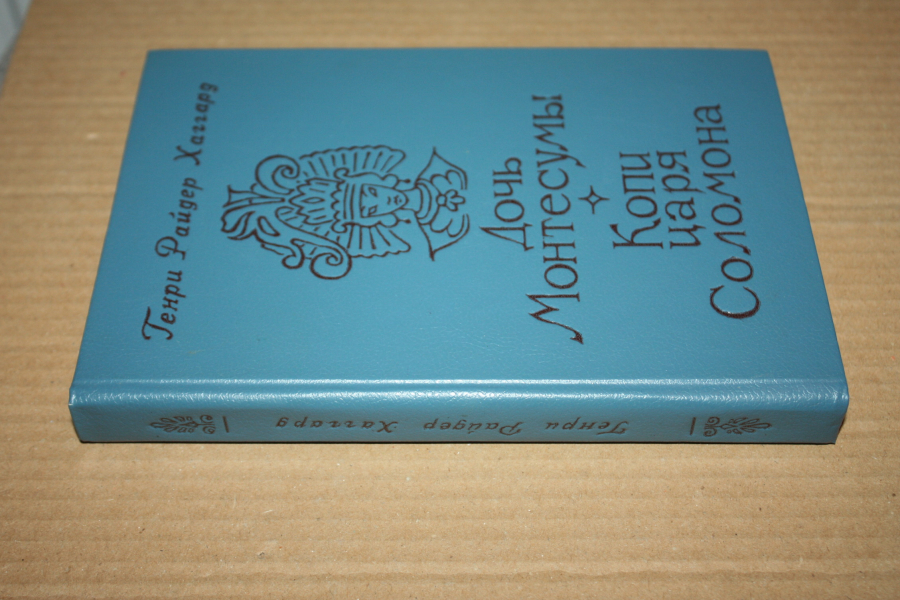 Генри Райдер Хаггард
Дочь
Монтесумы
Копи
царя
Соломона
Генри Райдер Хаггард